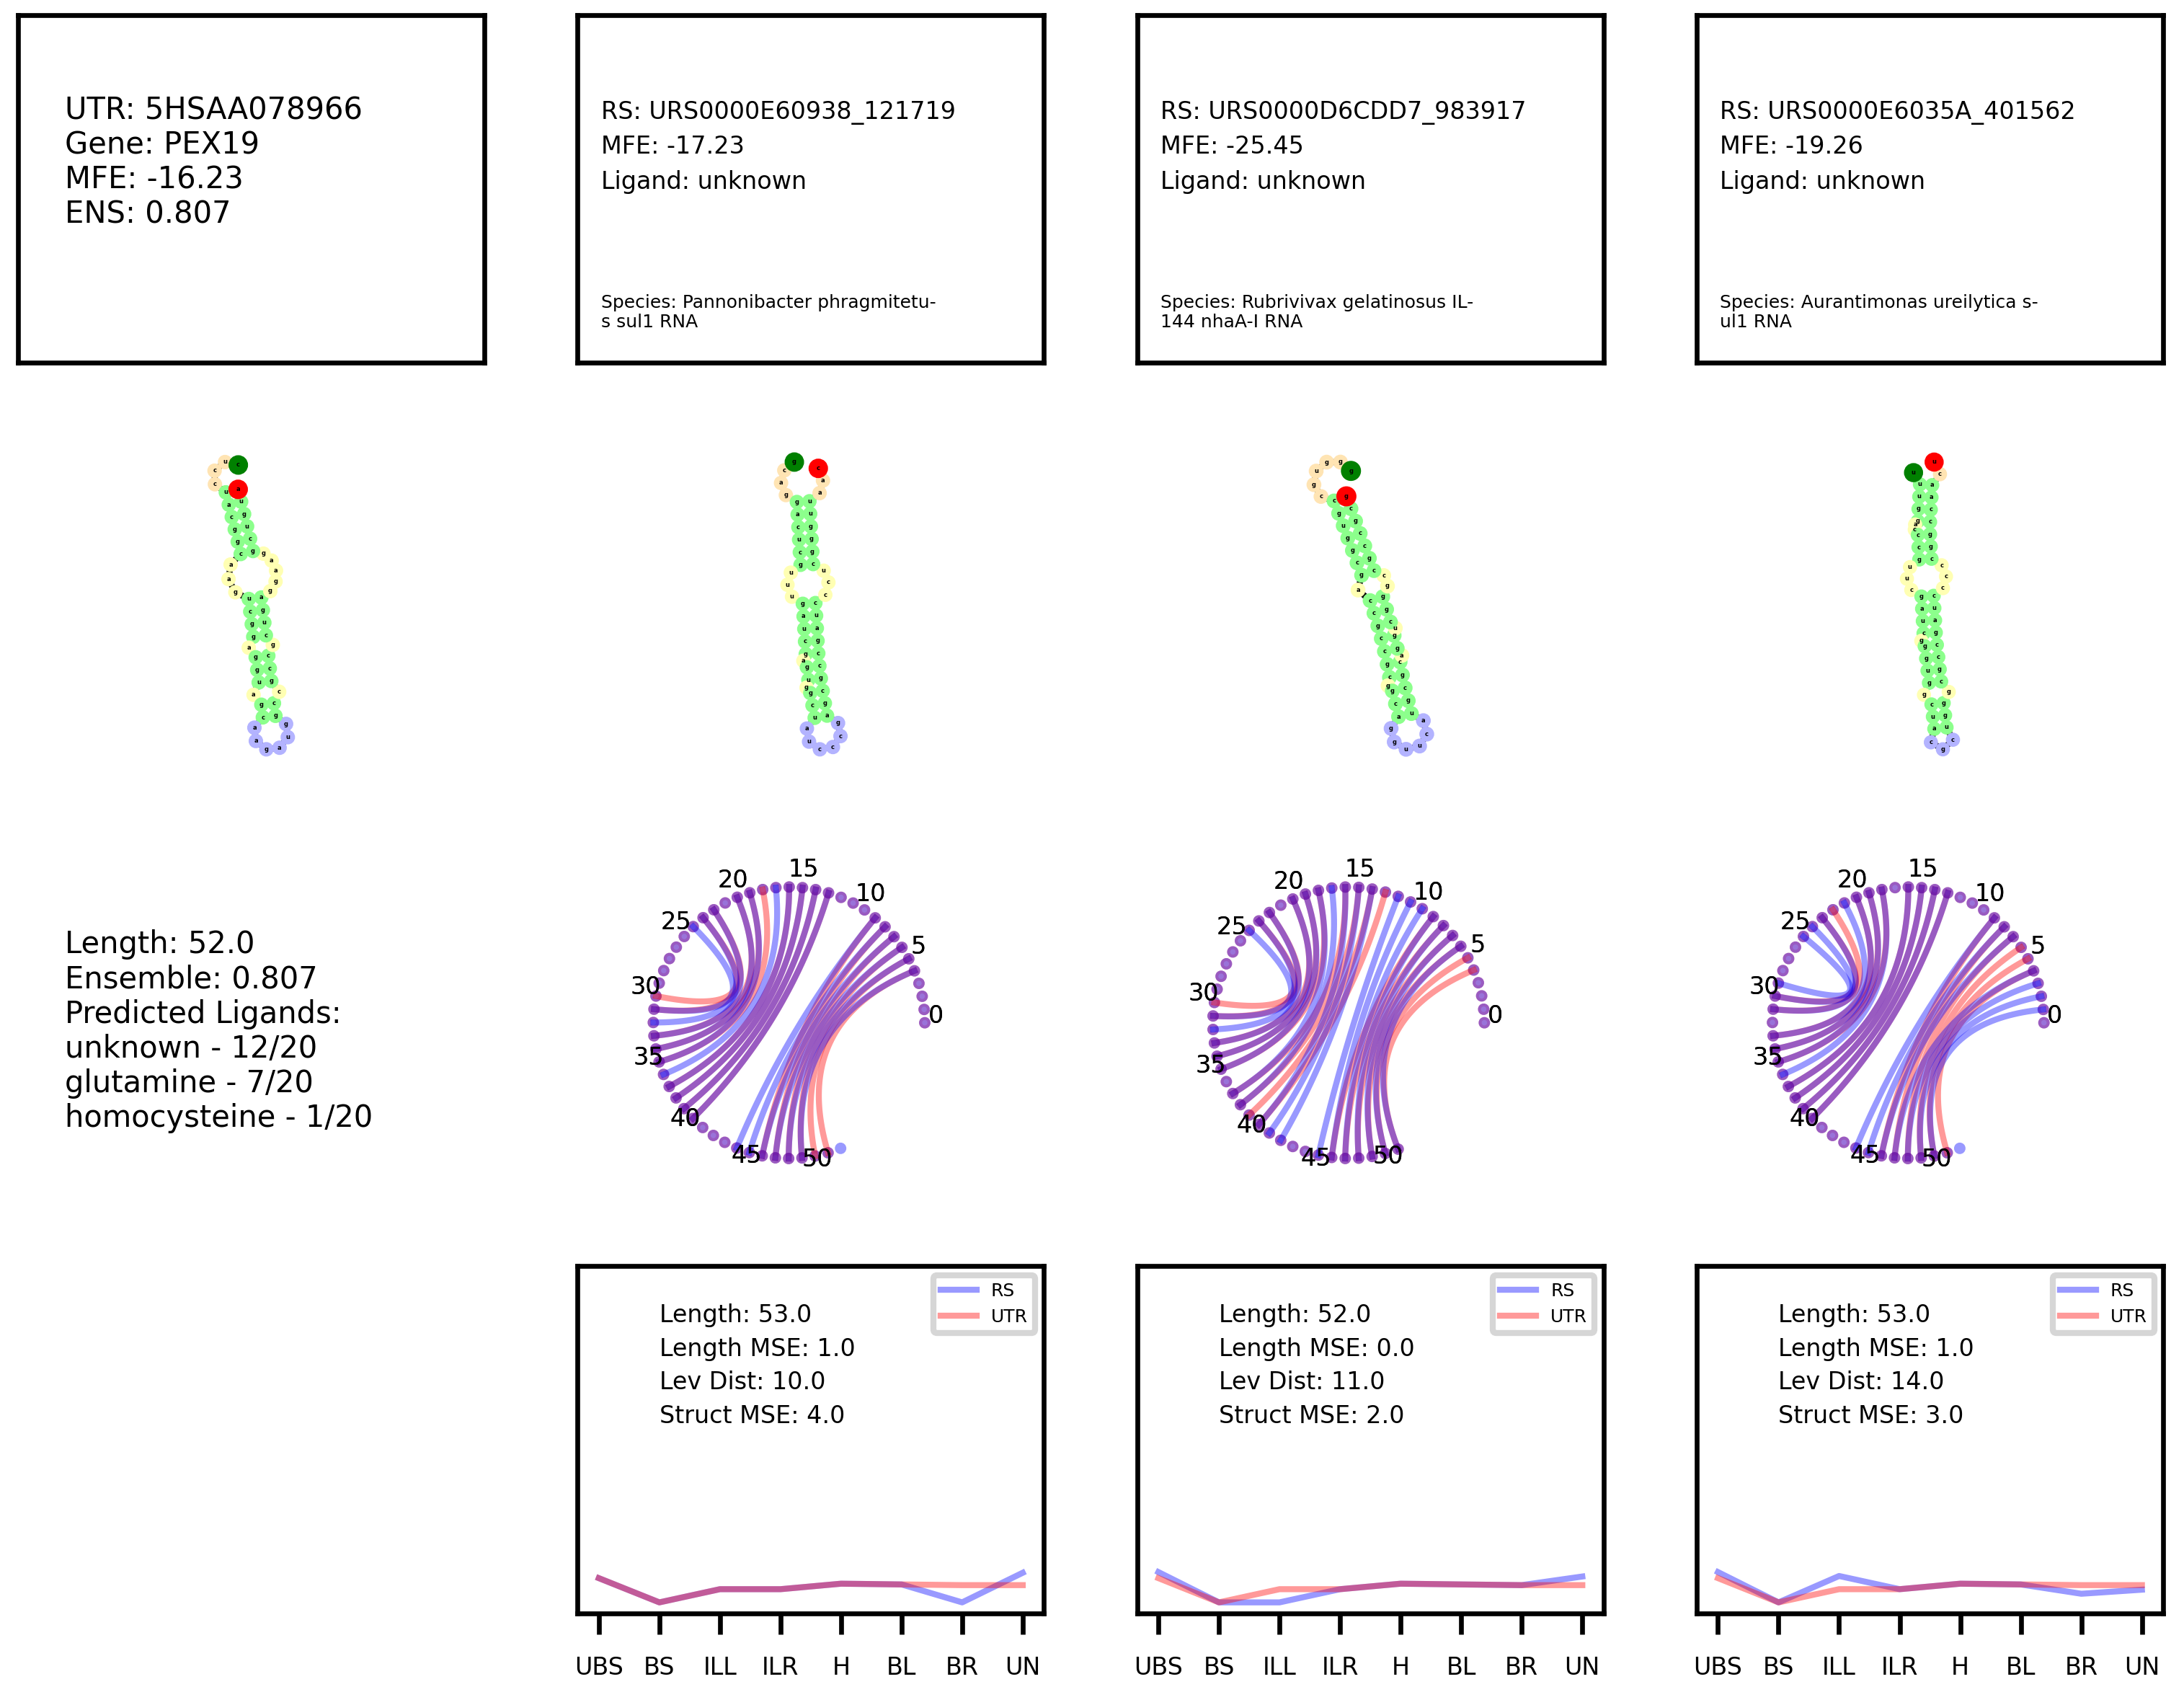 UTR: 5HSAA078966
Gene: PEX19
MFE: -16.23
ENS: 0.807
RS: URS0000E60938_121719
MFE: -17.23
Ligand: unknown
Species: Pannonibacter phragmitetu-
s sul1 RNA
RS: URS0000D6CDD7_983917
MFE: -25.45
Ligand: unknown
Species: Rubrivivax gelatinosus IL-
144 nhaA-I RNA
RS: URS0000E6035A_401562
MFE: -19.26
Ligand: unknown
Species: Aurantimonas ureilytica s-
ul1 RNA
Length: 52.0
Ensemble: 0.807
Predicted Ligands:
unknown - 12/20
glutamine - 7/20
homocysteine - 1/20
0
5
10
15
20
25
30
35
40
45
50
0
5
10
15
20
25
30
35
40
45
50
0
5
10
15
20
25
30
35
40
45
50
RS
UTR
Length: 53.0
Length MSE: 1.0
Lev Dist: 10.0
Struct MSE: 4.0
UBS BS ILL ILR H BL BR UN
RS
UTR
Length: 52.0
Length MSE: 0.0
Lev Dist: 11.0
Struct MSE: 2.0
UBS BS ILL ILR H BL BR UN
RS
UTR
Length: 53.0
Length MSE: 1.0
Lev Dist: 14.0
Struct MSE: 3.0
UBS BS ILL ILR H BL BR UN